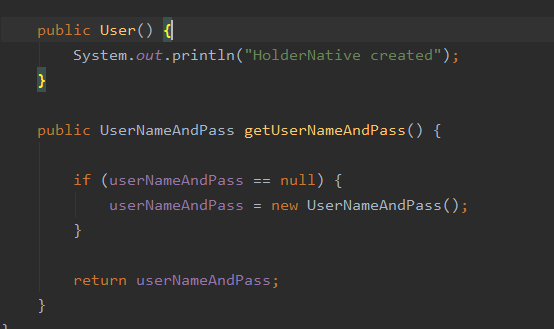 public User() {
System.out.println("HolderNative created");
}
public UserNameAndPass getUserNameAndPass() {
if (userNameAndPass == null) {
userNameAndPass = new UserNameAndPass();
}
return userNameAndPass;
}
}